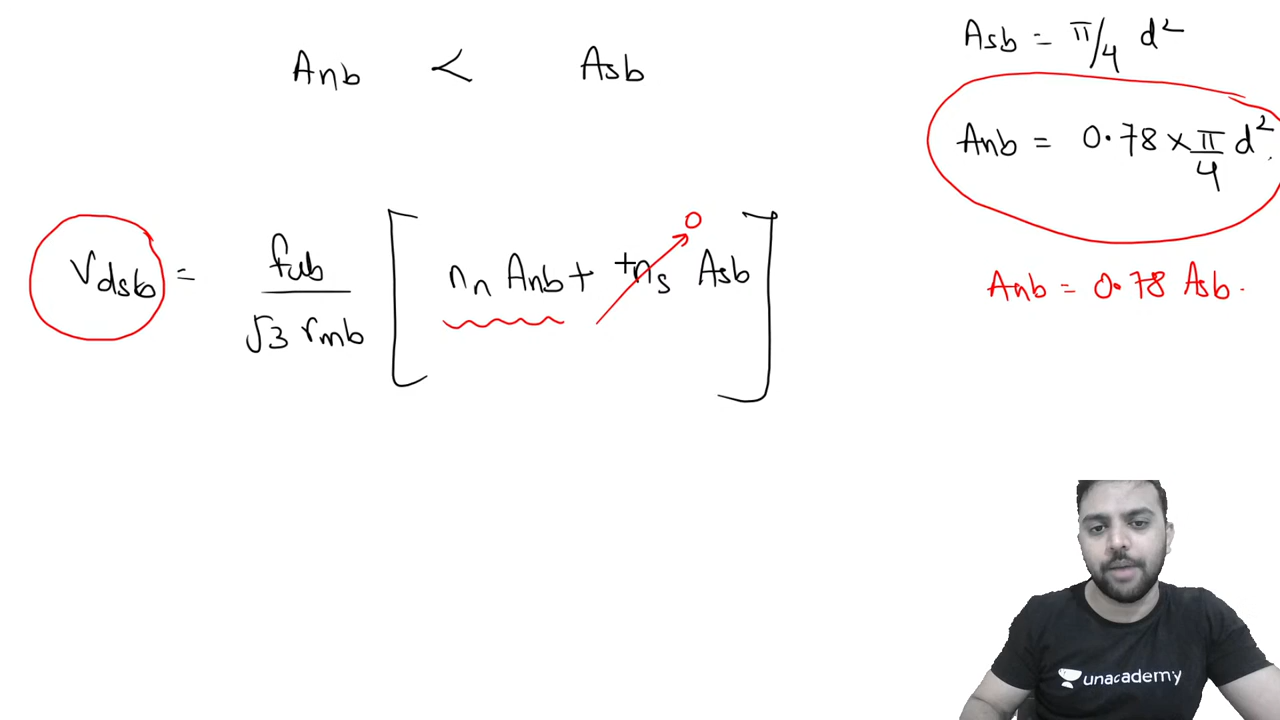 Anb < Asb
Asb = π/4 d²
Anb = 0.78 × π/4 d²
Vdsb = fub/√3 γmb [ nn Anb + +ns Asb ]
0
Anb = 0.78 Asb.
unacademy